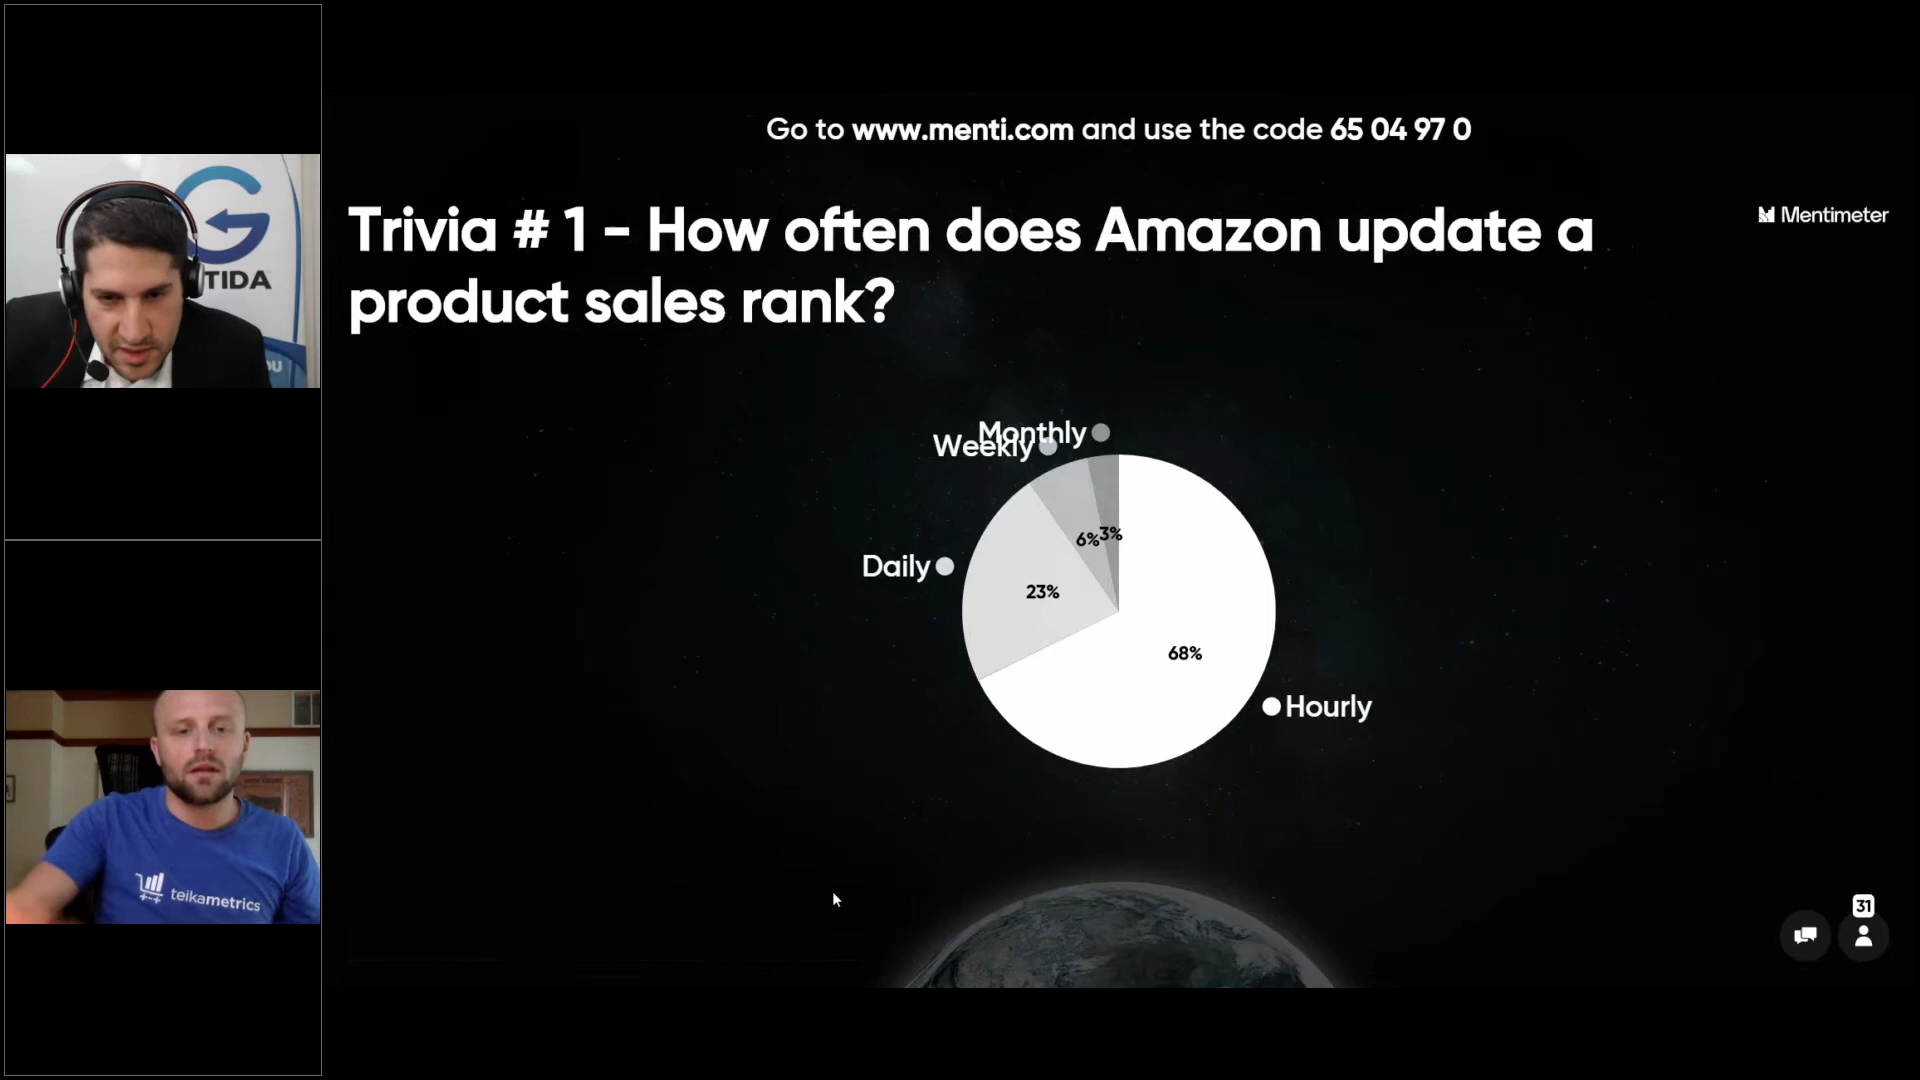 Go to www.menti.com and use the code 65 04 97 0
Trivia # 1 - How often does Amazon update a
product sales rank?
Mentimeter
Monthly
Weekly
Daily
Hourly
6%
3%
23%
68%
31
G
TIDA
OU
teikametrics